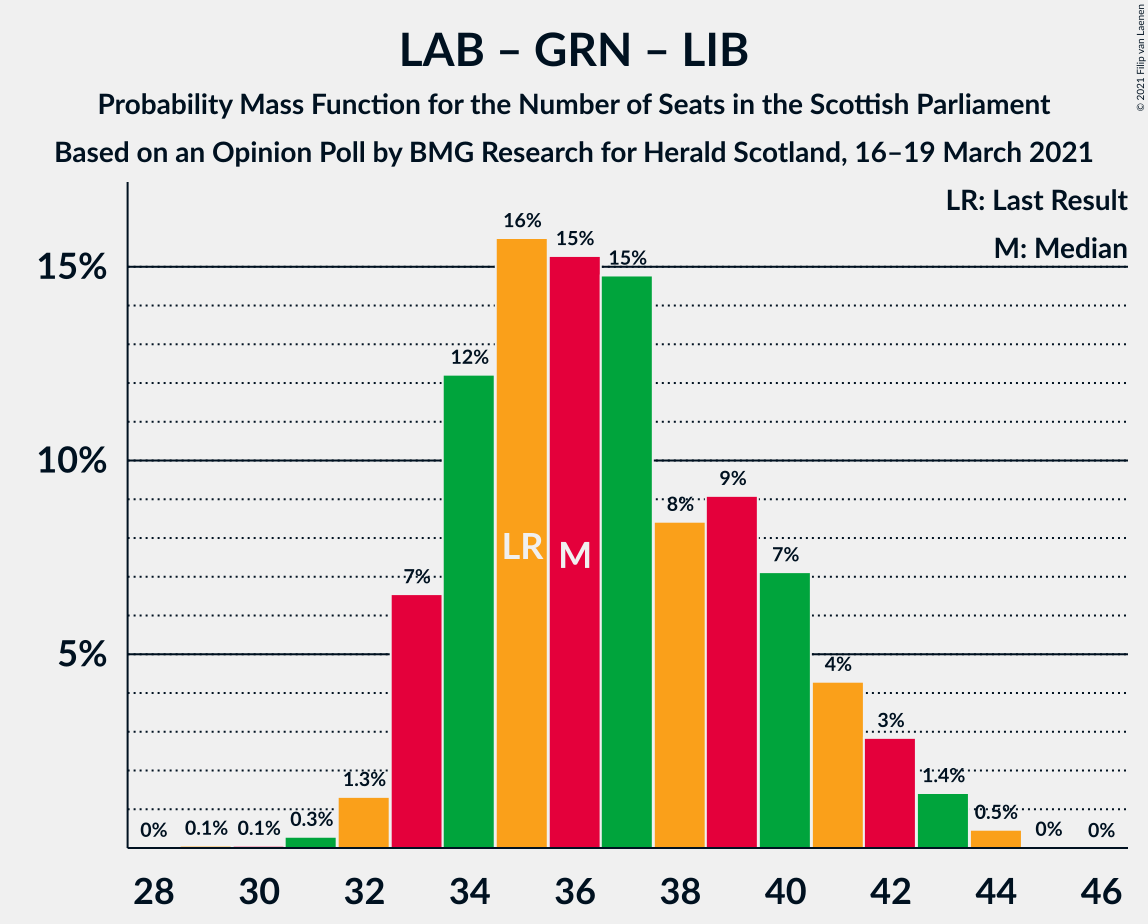 LAB – GRN – LIB
Probability Mass Function for the Number of Seats in the Scottish Parliament
Based on an Opinion Poll by BMG Research for Herald Scotland, 16–19 March 2021
© 2021 Filip van Laenen
LR: Last Result
M: Median
15%
10%
5%
0%
0.1%
0.1%
0.3%
1.3%
7%
12%
16%
15%
15%
8%
9%
7%
4%
3%
1.4%
0.5%
0%
0%
LR
M
28 30 32 34 36 38 40 42 44 46